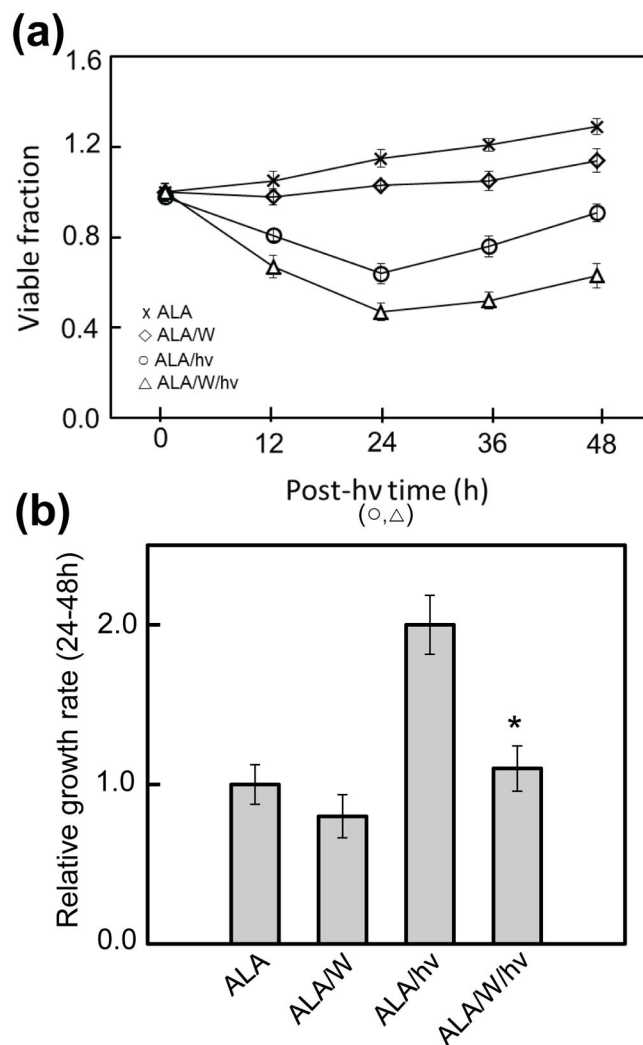 (a)
1.6
1.2
0.8
0.4
0.0
Viable fraction
× ALA
◇ ALA/W
○ ALA/hv
△ ALA/W/hv
0 12 24 36 48
Post-hν time (h)
(○,△)
(b)
Relative growth rate (24-48h)
2.0
1.0
0.0
*
ALA ALA/W ALA/hv ALA/W/hv